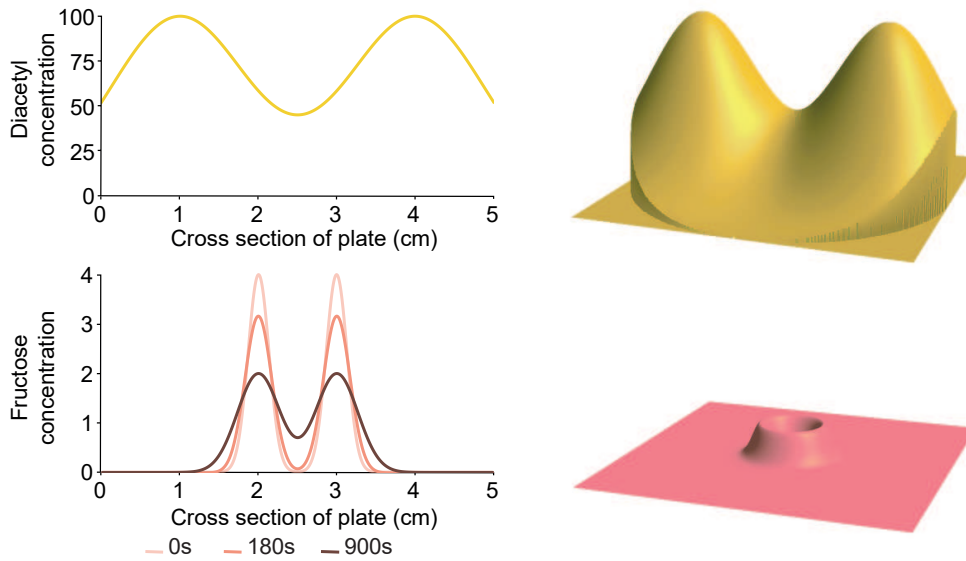 Diacetyl
concentration
100
75
50
25
0
0 1 2 3 4 5
Cross section of plate (cm)
Fructose
concentration
4
3
2
1
0
0 1 2 3 4 5
Cross section of plate (cm)
0s 180s 900s